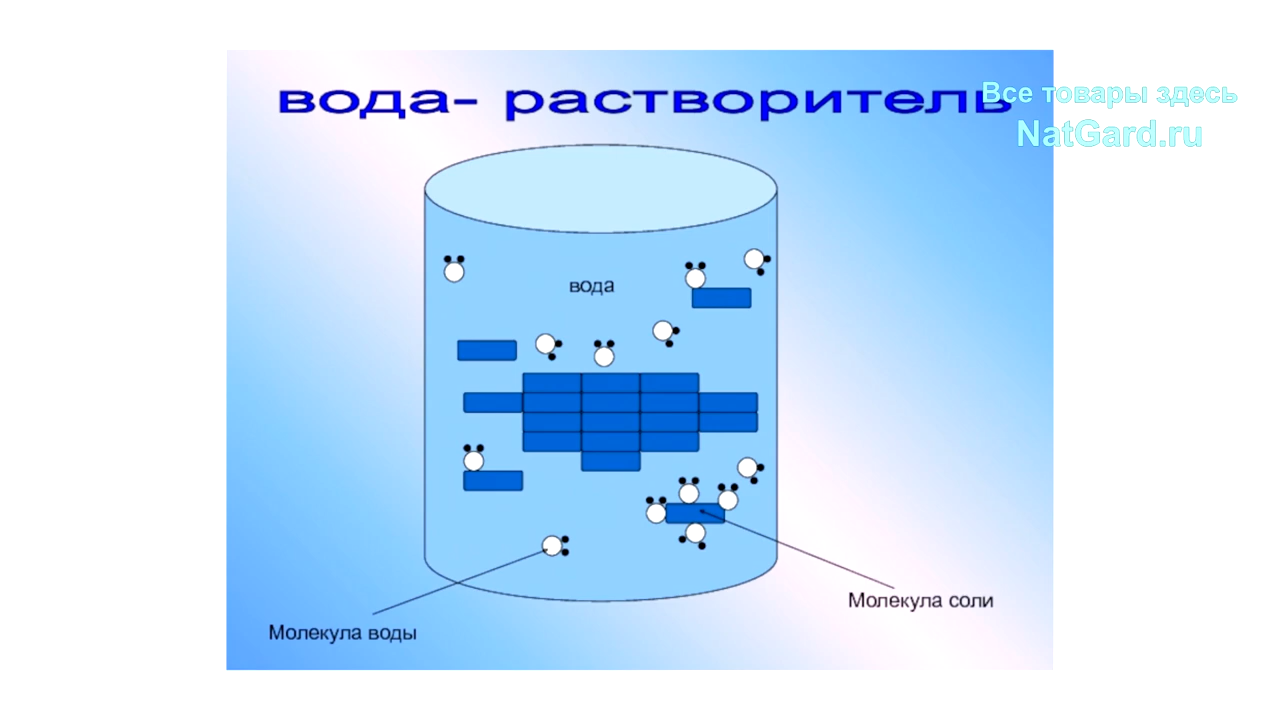 вода- растворитель
Все товары здесь
NatGard.ru
вода
Молекула соли
Молекула воды